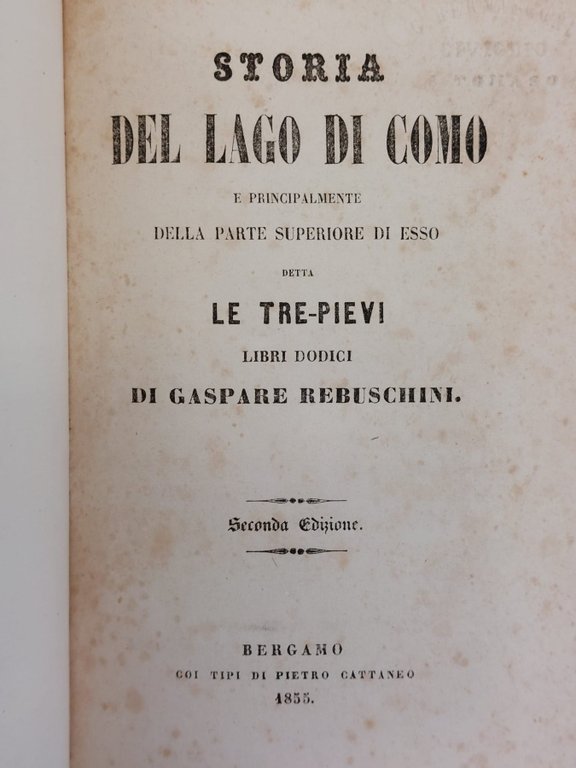 STORIA
DEL LAGO DI COMO
E PRINCIPALMENTE
DELLA PARTE SUPERIORE DI ESSO
DETTA
LE TRE-PIEVI
LIBRI DODICI
DI GASPARE REBUSCHINI.
Seconda Edizione.
BERGAMO
COI TIPI DI PIETRO CATTANEO
1855.